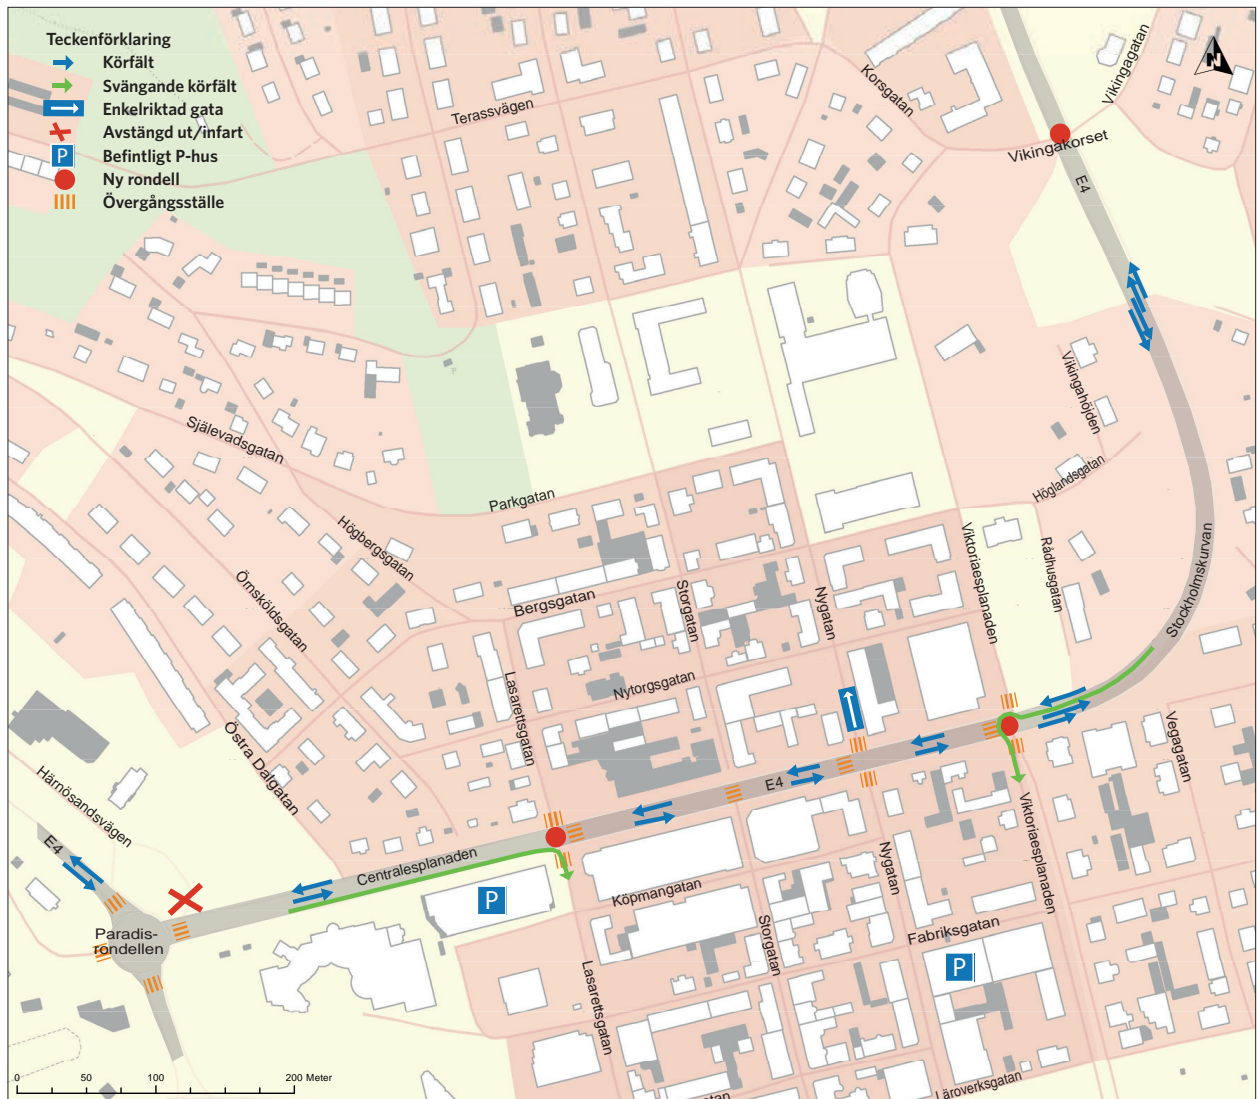 Teckenförklaring
Körfält
Svängande körfält
Enkelriktad gata
Avstängd ut/infart
P
Befintligt P-hus
Ny rondell
Övergångsställe
N
Terassvägen
Korsgatan
Vikingagatan
Vikingakorset
E4
Vikingahöjden
Själevadsgatan
Parkgatan
Höglandsgatan
Högbergsgatan
Viktoriaesplanaden
Rådhusgatan
Stockholmskurvan
Örnsköldsgatan
Bergsgatan
Storgatan
Nygatan
Nytorgsgatan
Lasarettsgatan
Östra Dalgatan
Vegagatan
Härnösandsvägen
E4
E4
Viktoriaesplanaden
Centralesplanaden
Nygatan
P
Köpmangatan
Storgatan
Fabriksgatan
Paradis-
rondellen
P
Lasarettsgatan
Läroverksgatan
gatan
0 50 100 200 Meter